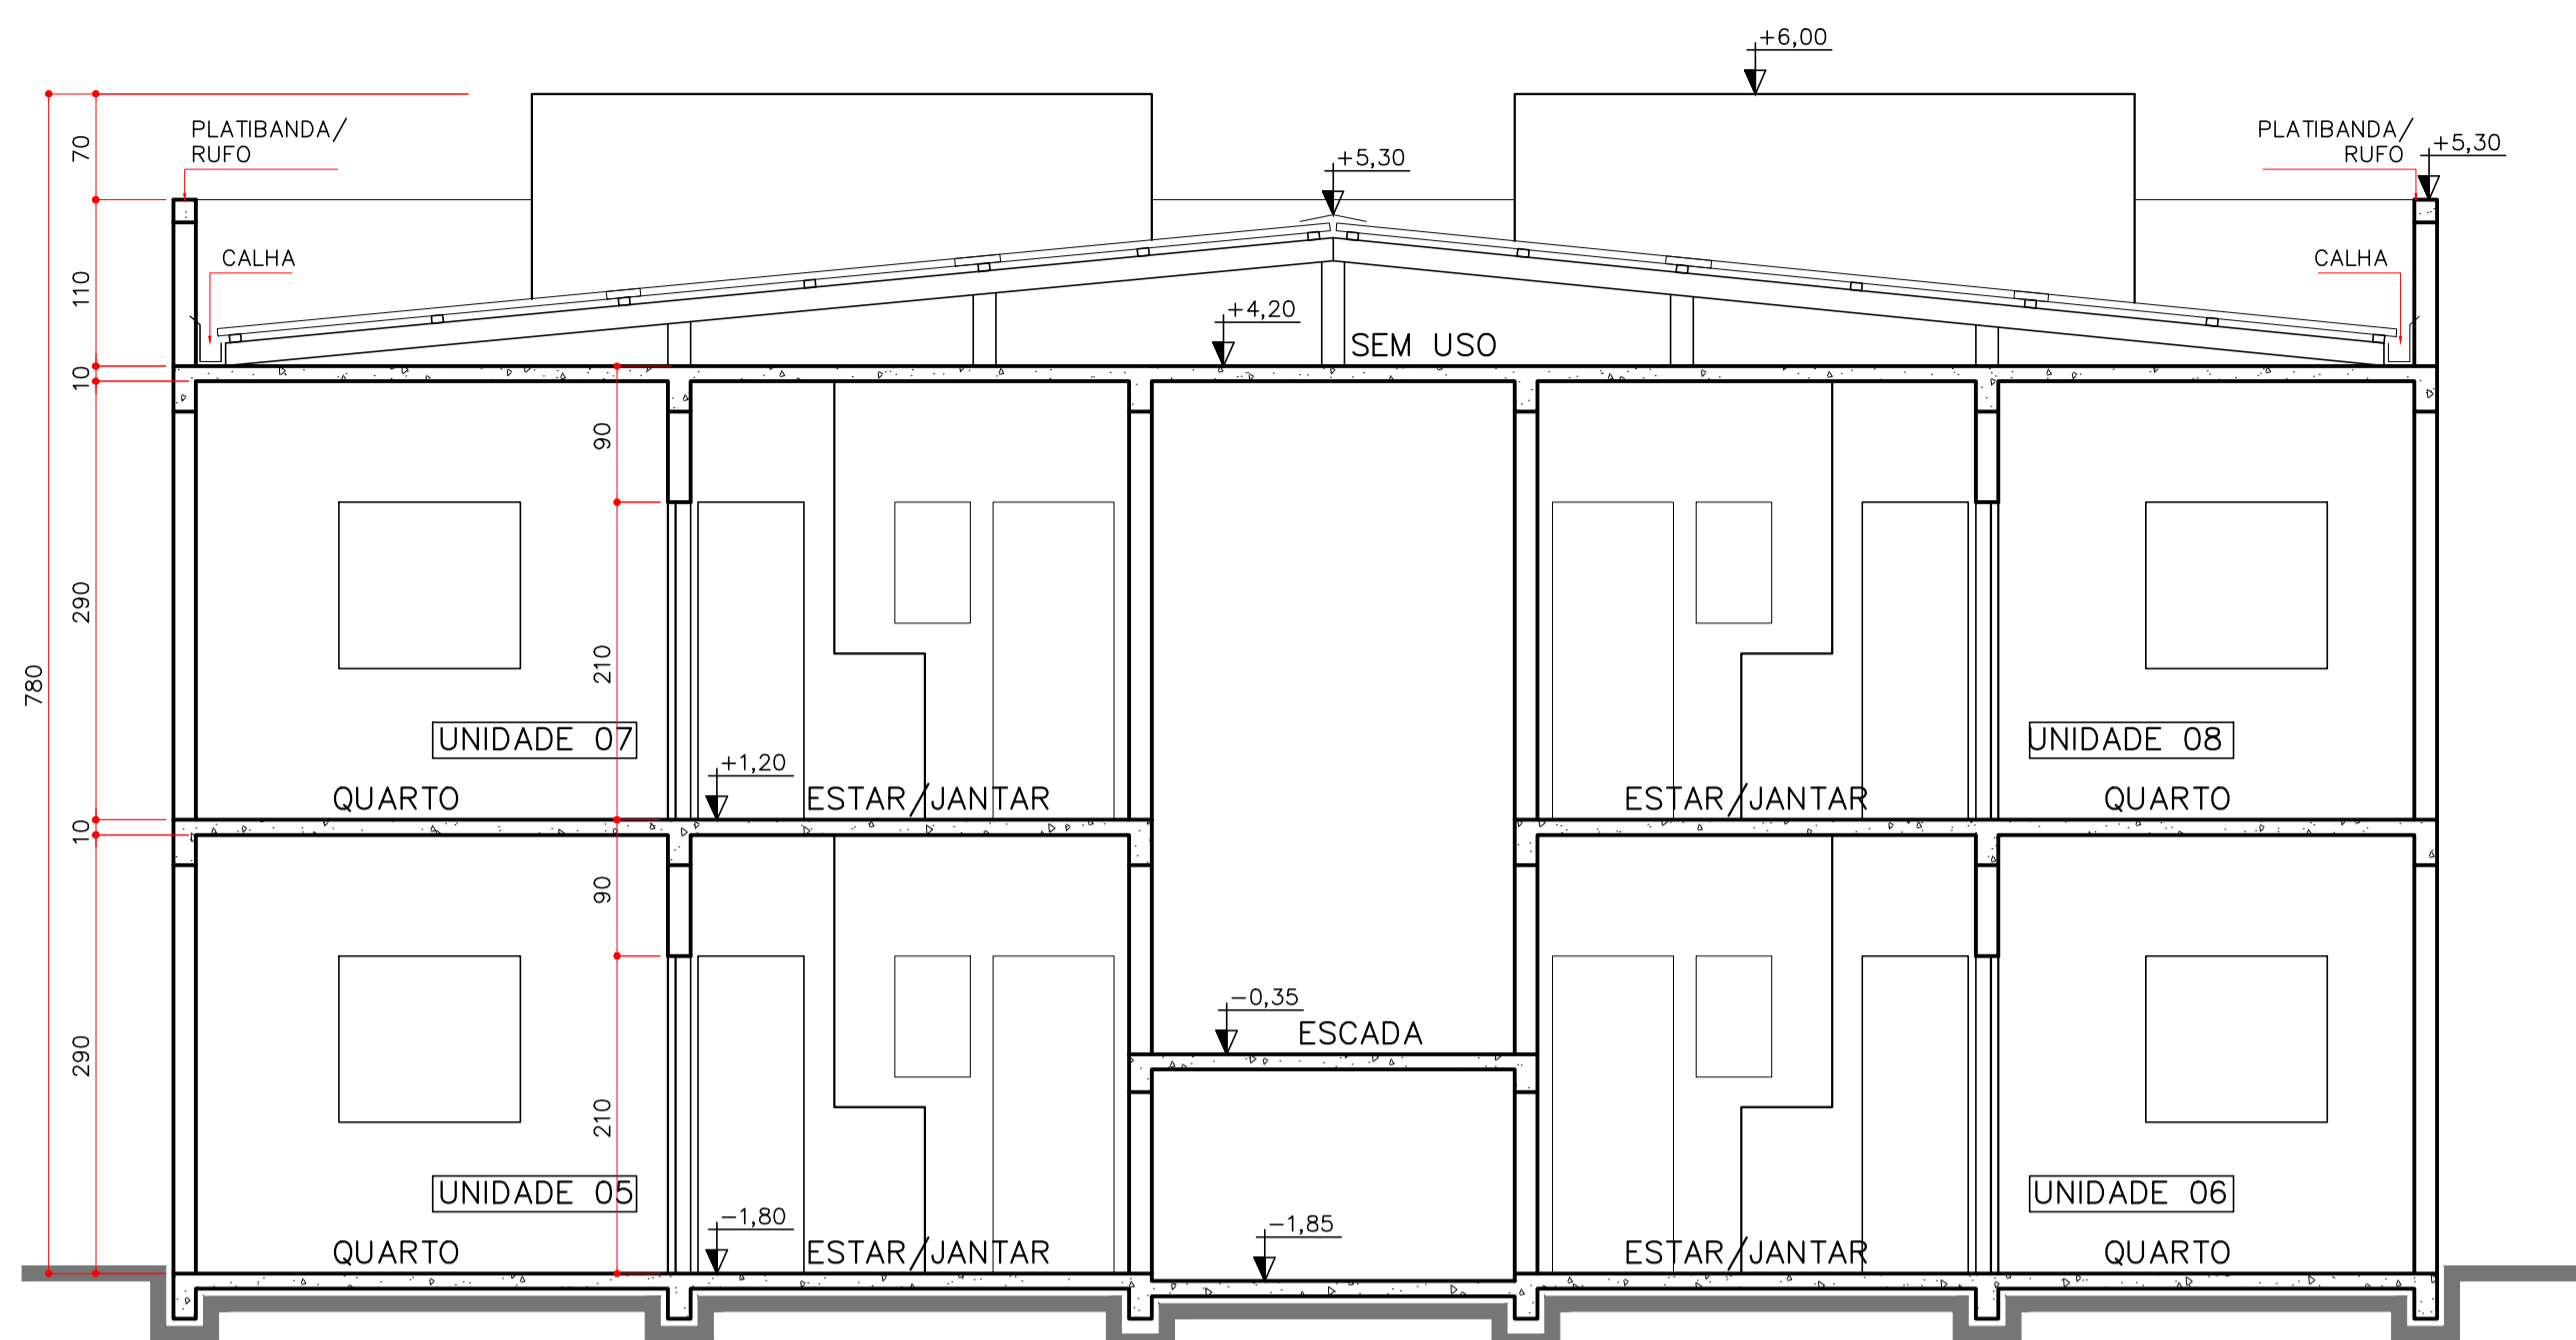 +6,00
PLATIBANDA/
RUFO
PLATIBANDA/
RUFO
+5,30
+5,30
70
CALHA
CALHA
110
+4,20
SEM USO
10
90
290
210
780
UNIDADE 07
UNIDADE 08
+1,20
QUARTO
ESTAR/JANTAR
ESTAR/JANTAR
QUARTO
10
90
-0,35
ESCADA
290
210
UNIDADE 05
UNIDADE 06
-1,80
-1,85
QUARTO
ESTAR/JANTAR
ESTAR/JANTAR
QUARTO